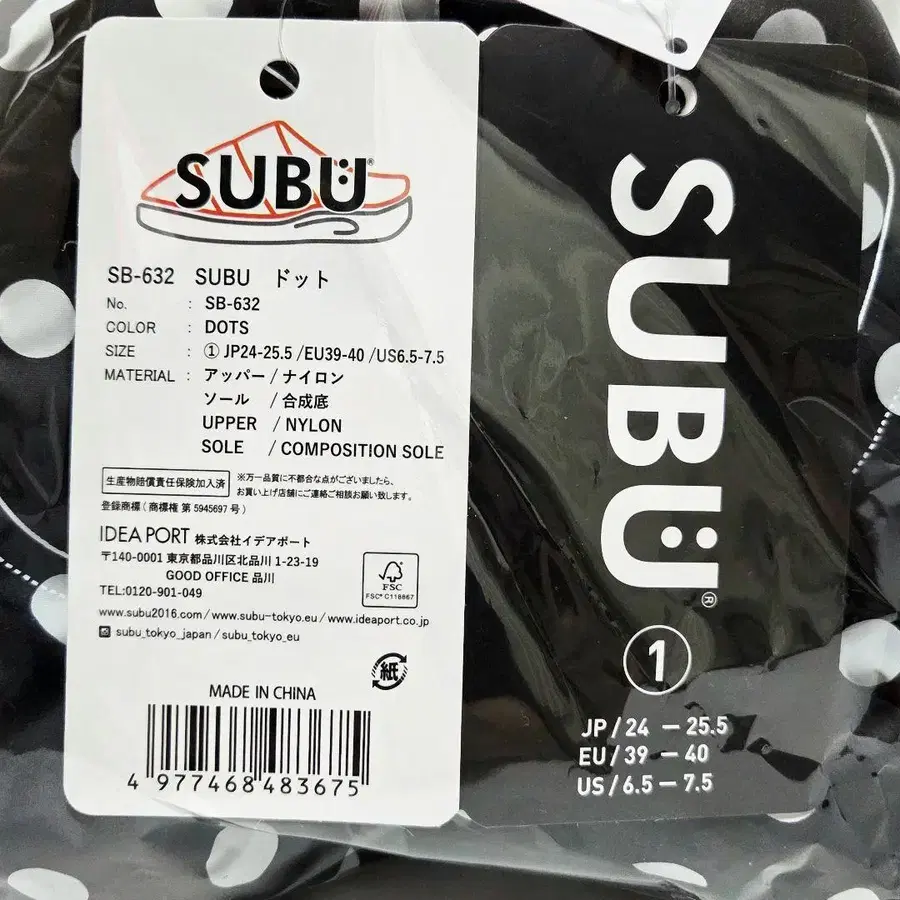 SUBU®
SB-632 SUBU ドット
No. : SB-632
COLOR : DOTS
SIZE : ① JP24-25.5 /EU39-40 /US6.5-7.5
MATERIAL : アッパー / ナイロン
ソール / 合成底
UPPER / NYLON
SOLE / COMPOSITION SOLE
生産物賠償責任保険加入済
※万一品質に不都合な点がございましたら、
お買い上げ店舗にご連絡ご相談お願い致します。
登録商標 ( 商標権 第 5945697 号 )
IDEA PORT 株式会社イデアポート
〒140-0001 東京都品川区北品川 1-23-19
GOOD OFFICE 品川
TEL:0120-901-049
FSC
FSC® C118867
www.subu2016.com / www.subu-tokyo.eu / www.ideaport.co.jp
subu_tokyo_japan / subu_tokyo_eu
紙
MADE IN CHINA
4 977468 483675
SUBU®
①
JP / 24 — 25.5
EU / 39 — 40
US / 6.5 — 7.5